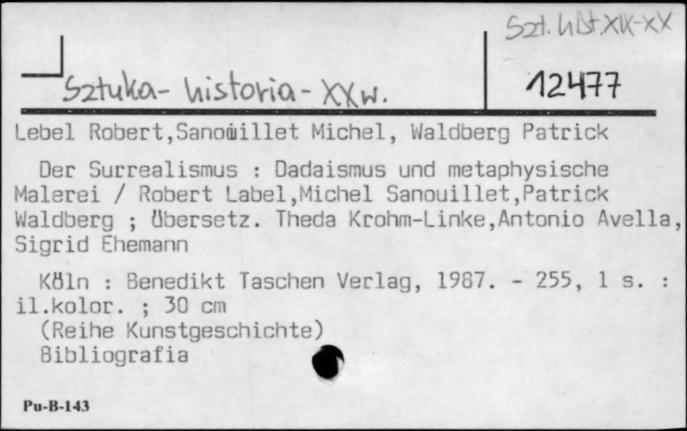 Szt. hist XIX-XX
Sztuka - historia - XX w.
12477
Lebel Robert,Sanouillet Michel, Waldberg Patrick
Der Surrealismus : Dadaismus und metaphysische
Malerei / Robert Label,Michel Sanouillet,Patrick
Waldberg ; Übersetz. Theda Krohm-Linke,Antonio Avella,
Sigrid Ehemann
Köln : Benedikt Taschen Verlag, 1987. - 255, 1 s. :
il.kolor. ; 30 cm
(Reihe Kunstgeschichte)
Bibliografia
Pu-B-143